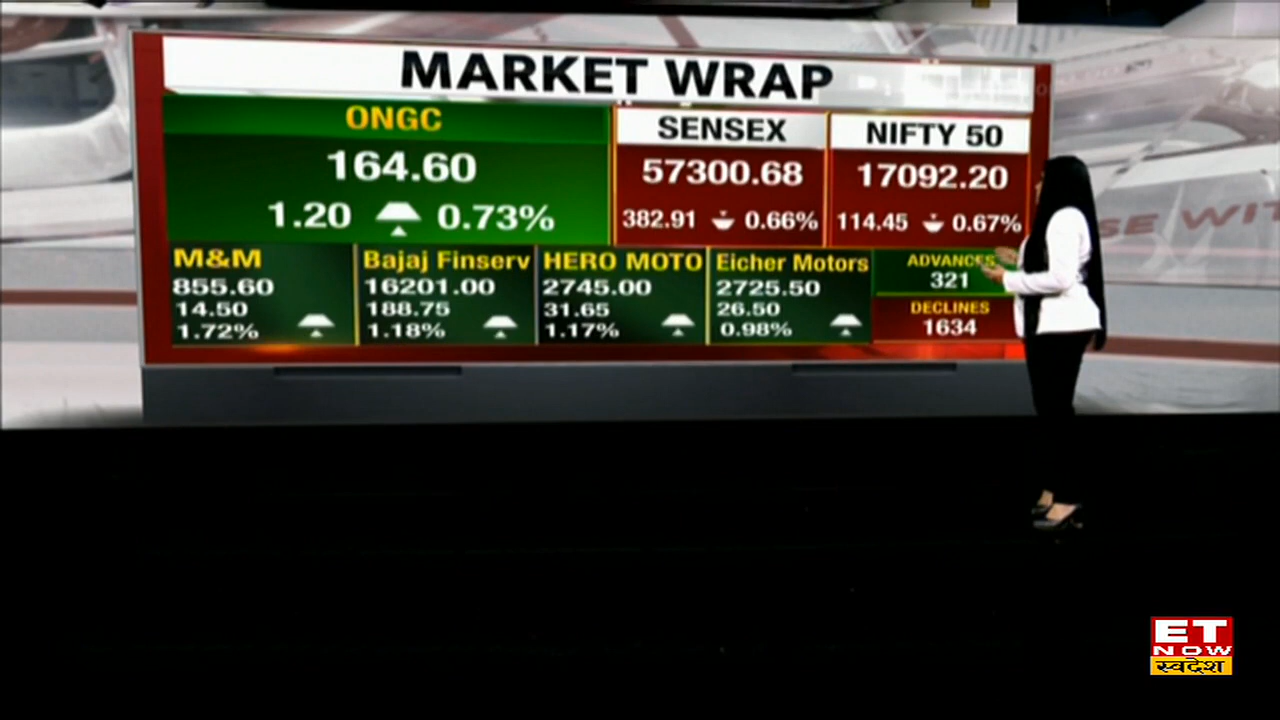 MARKET WRAP
ONGC
164.60
1.20 0.73%
SENSEX
57300.68
382.91 0.66%
NIFTY 50
17092.20
114.45 0.67%
M&M
855.60
14.50
1.72%
Bajaj Finserv
16201.00
188.75
1.18%
HERO MOTO
2745.00
31.65
1.17%
Eicher Motors
2725.50
26.50
0.98%
ADVANCES
321
DECLINES
1634
ET
NOW
स्वदेश